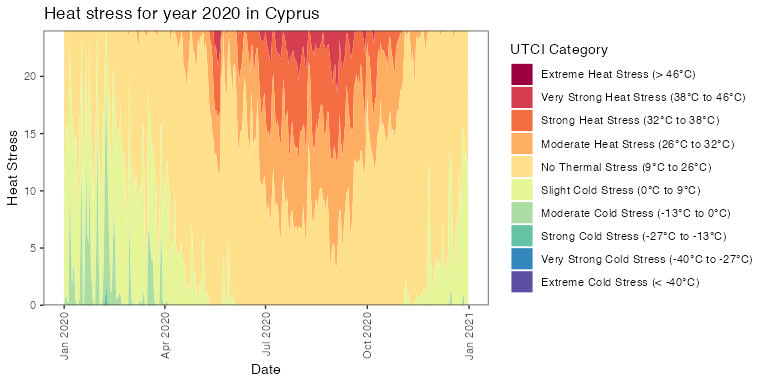 Heat stress for year 2020 in Cyprus
Heat Stress
20
15
10
5
0
Jan 2020
Apr 2020
Jul 2020
Oct 2020
Jan 2021
Date
UTCI Category
Extreme Heat Stress (> 46°C)
Very Strong Heat Stress (38°C to 46°C)
Strong Heat Stress (32°C to 38°C)
Moderate Heat Stress (26°C to 32°C)
No Thermal Stress (9°C to 26°C)
Slight Cold Stress (0°C to 9°C)
Moderate Cold Stress (-13°C to 0°C)
Strong Cold Stress (-27°C to -13°C)
Very Strong Cold Stress (-40°C to -27°C)
Extreme Cold Stress (< -40°C)